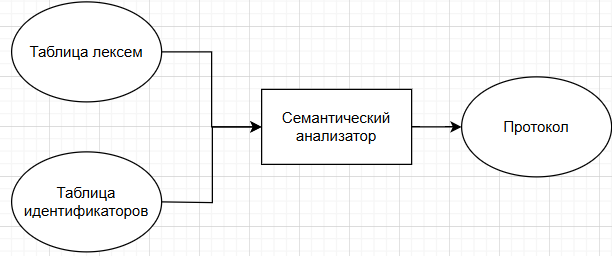 Таблица лексем
Семантический
анализатор
Протокол
Таблица
идентификаторов